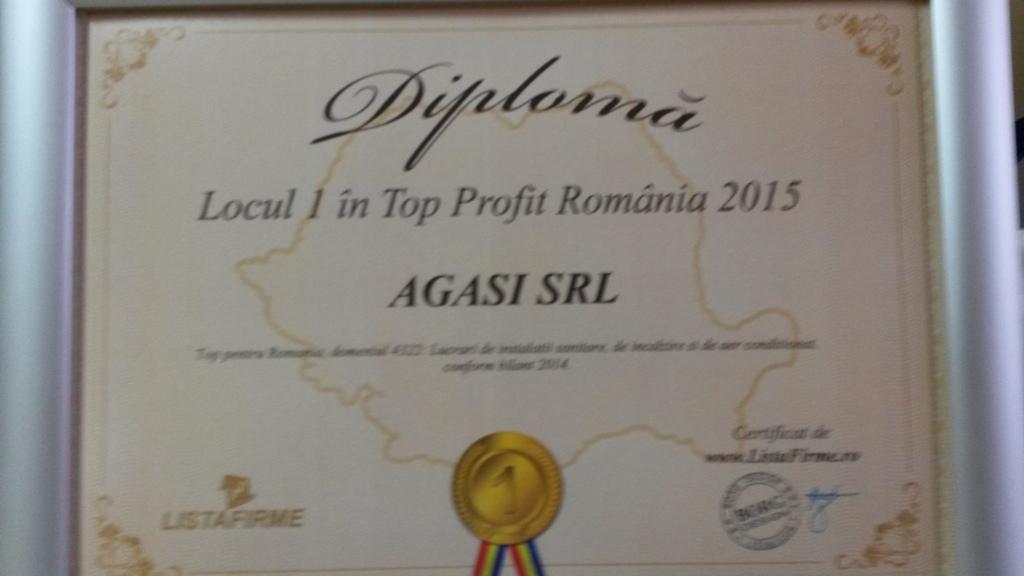 Diplomă
Locul 1 în Top Profit România 2015
AGASI SRL
Top pentru Romania, domeniul 4322: Lucrari de instalatii sanitare, de incalzire si de aer conditionat,
conform bilant 2014.
Certificat de
www.ListaFirme.ro
1
LISTAFIRME